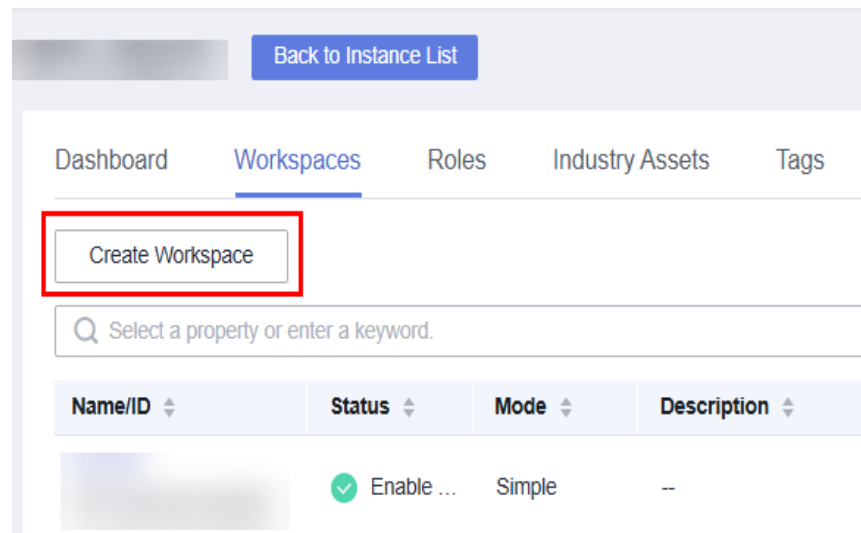 Back to Instance List
Dashboard Workspaces Roles Industry Assets Tags
Create Workspace
Select a property or enter a keyword.
Name/ID Status Mode Description
Enable ... Simple --